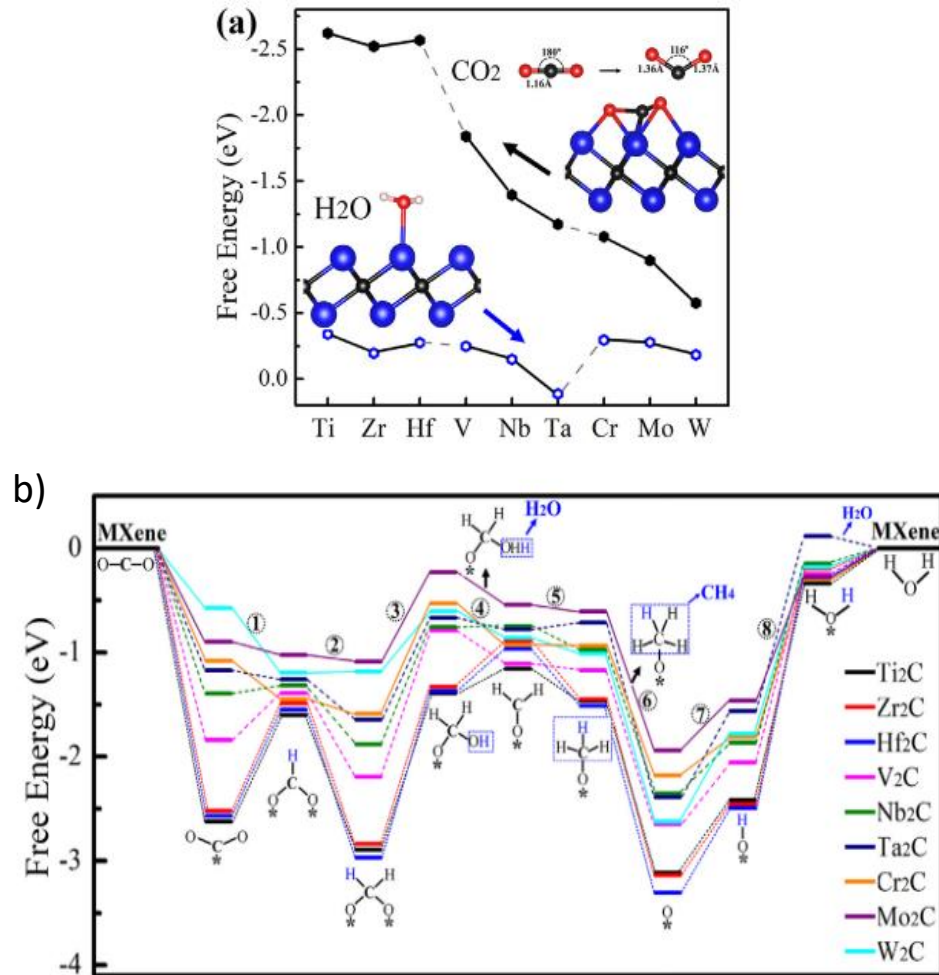 (a)
Free Energy (eV)
-2.5
-2.0
-1.5
-1.0
-0.5
0.0
CO2
180°
1.16Å
116°
1.36Å 1.37Å
H2O
Ti Zr Hf V Nb Ta Cr Mo W
b)
Free Energy (eV)
0
-1
-2
-3
-4
MXene
O-C-O
MXene
H H
O
H2O
H H
C
O OHH
*
CH4
H
H C H
O
*
H2O
H H
O
*
1
2
3
4
5
6
7
8
O C O
*
H
C
O O
* *
H H
C
O O
* *
H H
C
O OH
*
H H
C
O
*
H
H C H
O
*
O
*
H
O
*
Ti2C
Zr2C
Hf2C
V2C
Nb2C
Ta2C
Cr2C
Mo2C
W2C